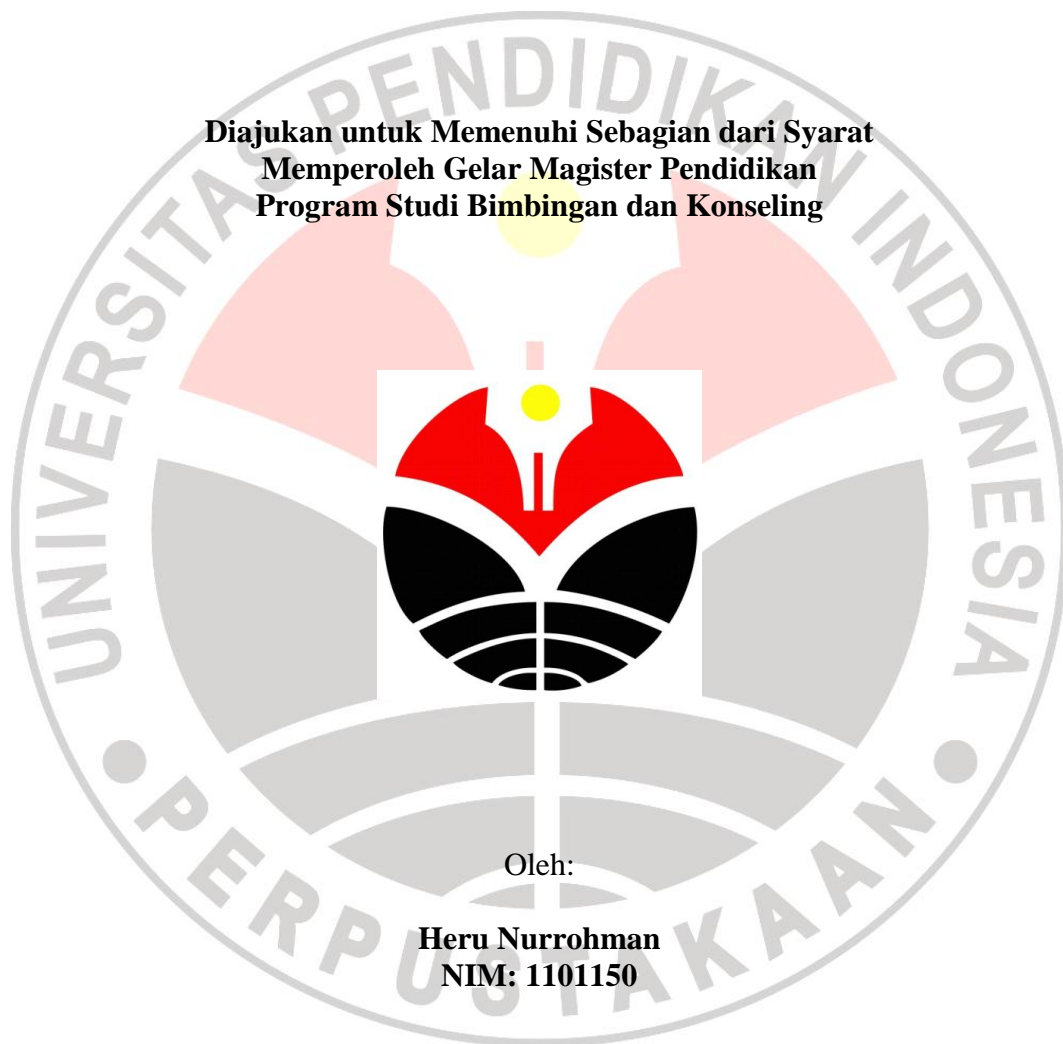 UNIVERSITAS PENDIDIKAN INDONESIA
Diajukan untuk Memenuhi Sebagian dari Syarat
Memperoleh Gelar Magister Pendidikan
Program Studi Bimbingan dan Konseling
Oleh:
Heru Nurrohman
NIM: 1101150
PERPUSTAKAAN